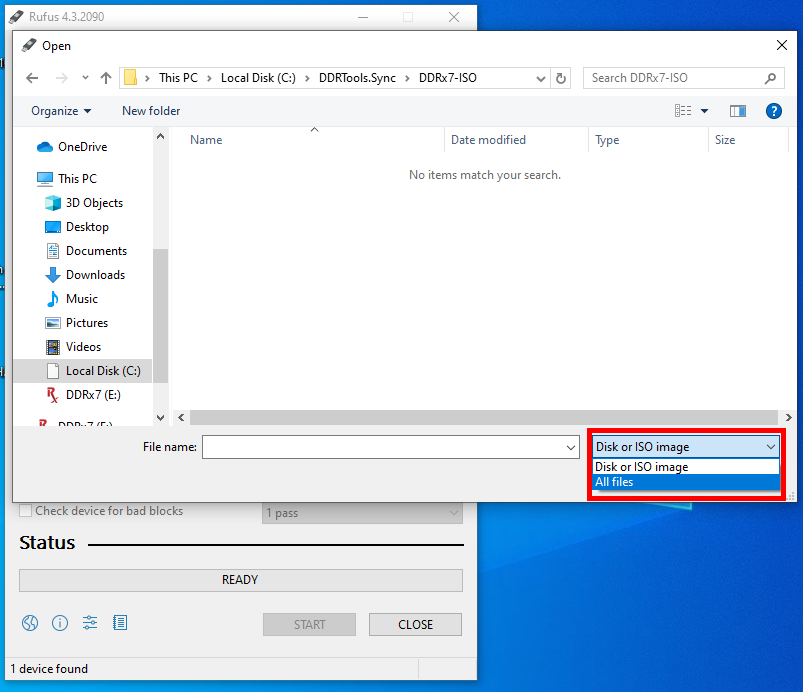 Rufus 4.3.2090
Open
This PC > Local Disk (C:) > DDRTools.Sync > DDRx7-ISO
Search DDRx7-ISO
Organize
New folder
Name
Date modified
Type
Size
No items match your search.
OneDrive
This PC
3D Objects
Desktop
Documents
Downloads
Music
Pictures
Videos
Local Disk (C:)
DDRx7 (E:)
File name:
Disk or ISO image
Disk or ISO image
All files
Check device for bad blocks
1 pass
Status
READY
START
CLOSE
1 device found